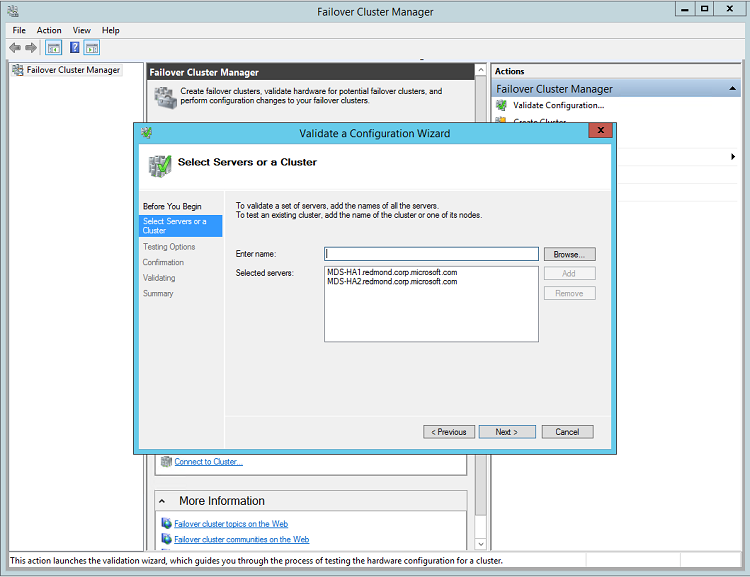 Failover Cluster Manager
File Action View Help
Failover Cluster Manager
Failover Cluster Manager
Create failover clusters, validate hardware for potential failover clusters, and
perform configuration changes to your failover clusters.
Actions
Failover Cluster Manager
Validate Configuration...
Create Cluster...
Validate a Configuration Wizard
X
Select Servers or a Cluster
Before You Begin
Select Servers or a
Cluster
Testing Options
Confirmation
Validating
Summary
To validate a set of servers, add the names of all the servers.
To test an existing cluster, add the name of the cluster or one of its nodes.
Enter name:
Browse...
Selected servers:
MDS-HA1.redmond.corp.microsoft.com
MDS-HA2.redmond.corp.microsoft.com
Add
Remove
< Previous
Next >
Cancel
Connect to Cluster...
More Information
Failover cluster topics on the Web
Failover cluster communities on the Web
This action launches the validation wizard, which guides you through the process of testing the hardware configuration for a cluster.